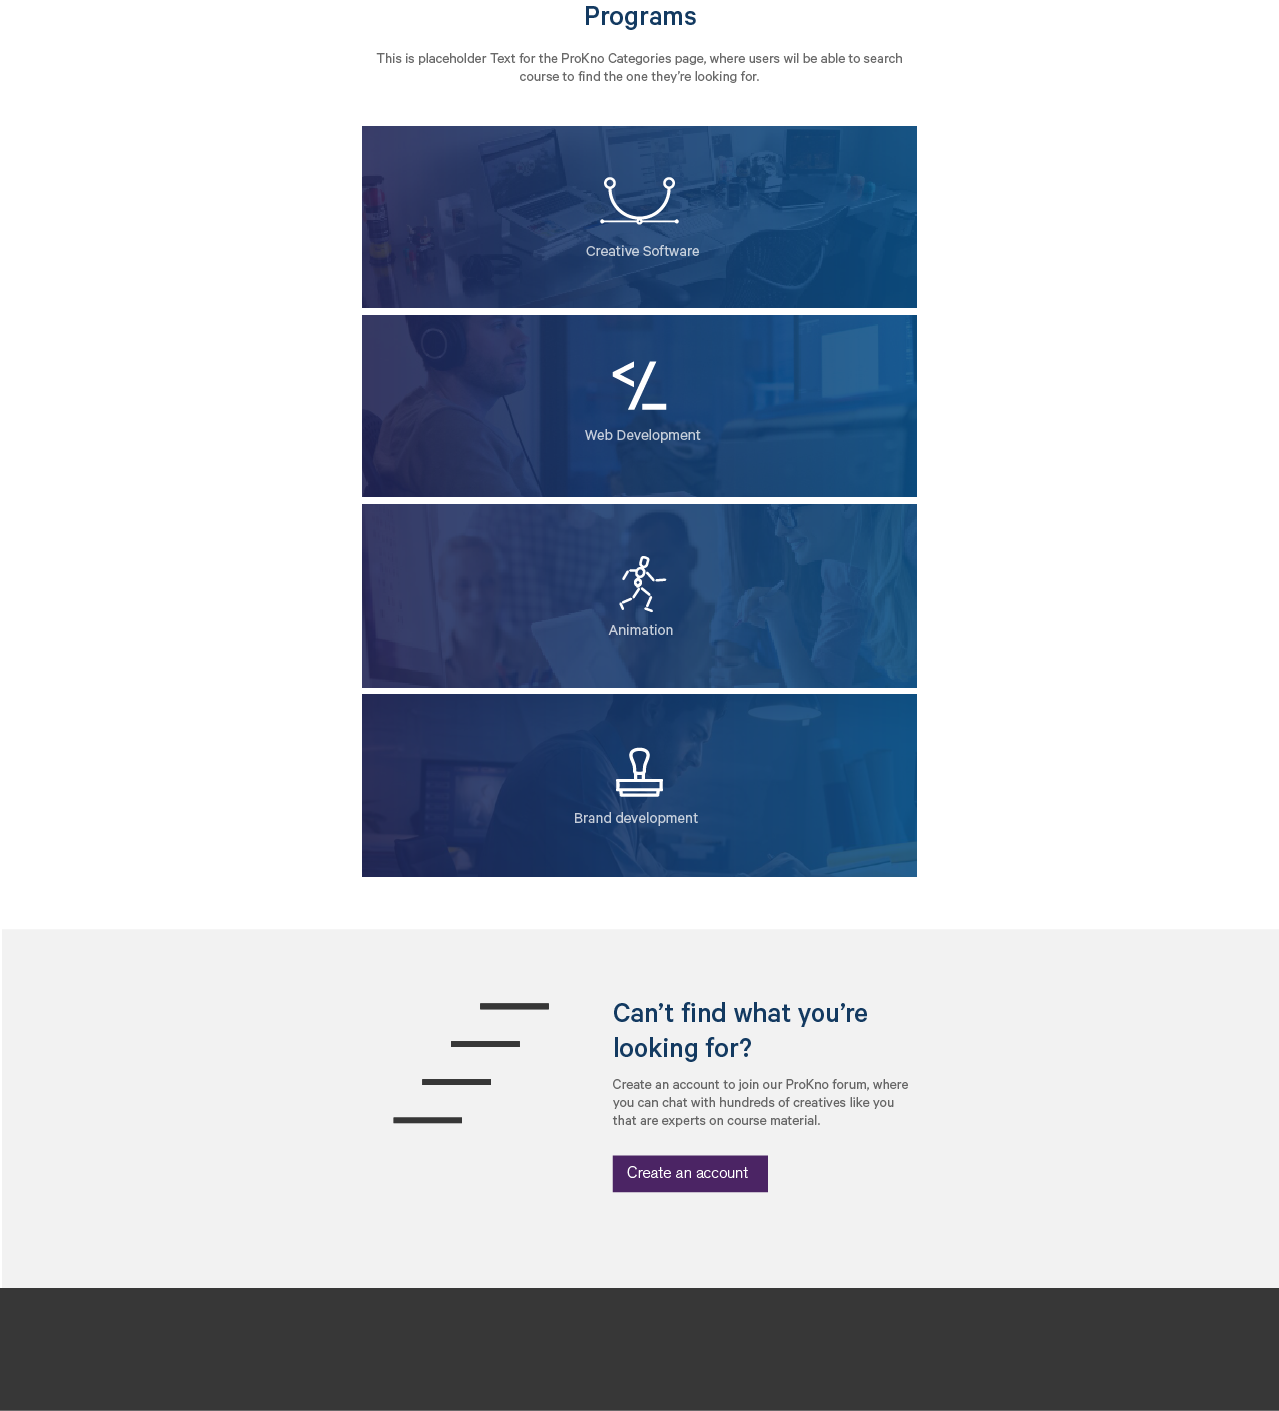 Programs
This is placeholder Text for the ProKno Categories page, where users wil be able to search
course to find the one they’re looking for.
Creative Software
Web Development
Animation
Brand development
Can’t find what you’re
looking for?
Create an account to join our ProKno forum, where
you can chat with hundreds of creatives like you
that are experts on course material.
Create an account